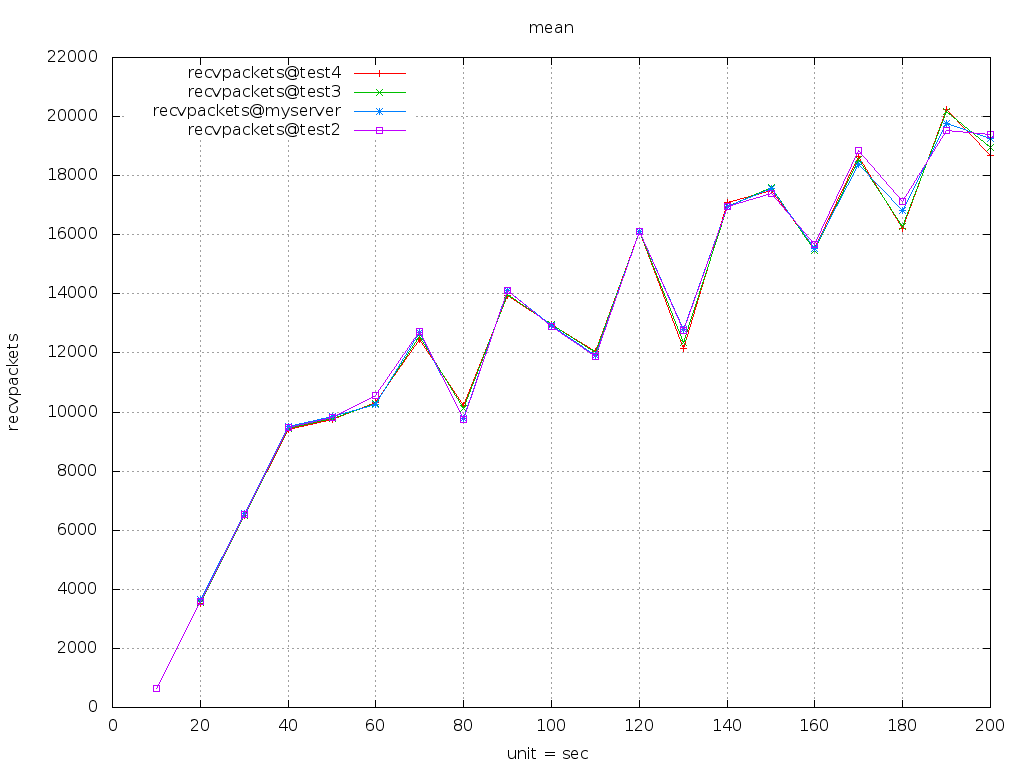 mean
22000
20000
18000
16000
14000
12000
10000
8000
6000
4000
2000
0
recvpackets
recvpackets@test4
recvpackets@test3
recvpackets@myserver
recvpackets@test2
0 20 40 60 80 100 120 140 160 180 200
unit = sec